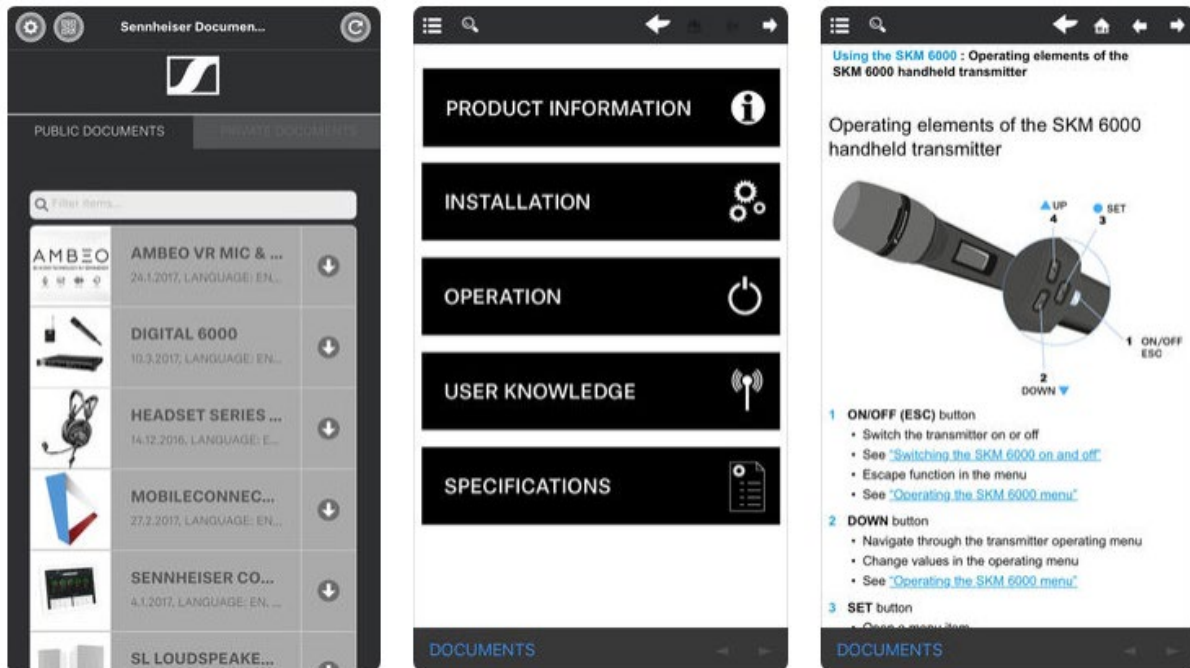 Sennheiser Documen...
PUBLIC DOCUMENTS
PRIVATE DOCUMENTS
Filter items...
AMBEO
AMBEO VR MIC & ...
24.1.2017, LANGUAGE: EN...
DIGITAL 6000
10.3.2017, LANGUAGE: EN...
HEADSET SERIES ...
14.12.2016, LANGUAGE: E...
MOBILECONNEC...
27.2.2017, LANGUAGE: EN...
SENNHEISER CO...
4.1.2017, LANGUAGE: EN, ...
SL LOUDSPEAKE...
PRODUCT INFORMATION
INSTALLATION
OPERATION
USER KNOWLEDGE
SPECIFICATIONS
DOCUMENTS
Using the SKM 6000 : Operating elements of the
SKM 6000 handheld transmitter
Operating elements of the SKM 6000
handheld transmitter
UP
4
SET
3
1 ON/OFF
ESC
2
DOWN
1 ON/OFF (ESC) button
• Switch the transmitter on or off
• See "Switching the SKM 6000 on and off"
• Escape function in the menu
• See "Operating the SKM 6000 menu"
2 DOWN button
• Navigate through the transmitter operating menu
• Change values in the operating menu
• See "Operating the SKM 6000 menu"
3 SET button
• Open a menu item
DOCUMENTS